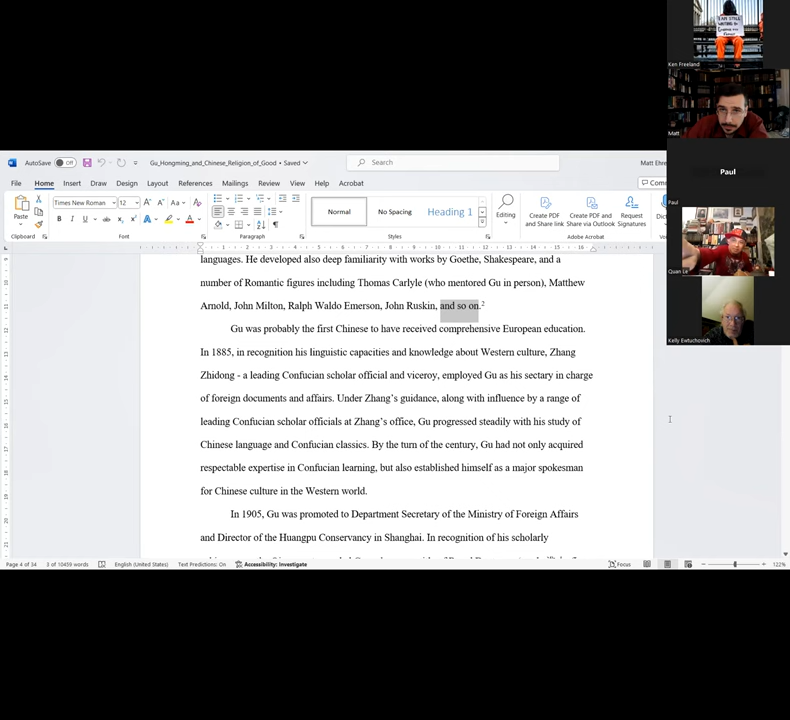 AutoSave
Off
Gu_Hongming_and_Chinese_Religion_of_Good • Saved
Search
Matt Ehre
File Home Insert Draw Design Layout References Mailings Review View Help Acrobat
Comm
Paste
Times New Roman
12
Normal
No Spacing
Heading 1
Editing
Create PDF and Share link
Create PDF and Share via Outlook
Request Signatures
Clipboard
Font
Paragraph
Styles
Adobe Acrobat
languages. He developed also deep familiarity with works by Goethe, Shakespeare, and a
number of Romantic figures including Thomas Carlyle (who mentored Gu in person), Matthew
Arnold, John Milton, Ralph Waldo Emerson, John Ruskin, and so on.2
Gu was probably the first Chinese to have received comprehensive European education.
In 1885, in recognition his linguistic capacities and knowledge about Western culture, Zhang
Zhidong - a leading Confucian scholar official and viceroy, employed Gu as his sectary in charge
of foreign documents and affairs. Under Zhang's guidance, along with influence by a range of
leading Confucian scholar officials at Zhang's office, Gu progressed steadily with his study of
Chinese language and Confucian classics. By the turn of the century, Gu had not only acquired
respectable expertise in Confucian learning, but also established himself as a major spokesman
for Chinese culture in the Western world.
In 1905, Gu was promoted to Department Secretary of the Ministry of Foreign Affairs
and Director of the Huangpu Conservancy in Shanghai. In recognition of his scholarly
Page 4 of 34
3 of 10459 words
English (United States)
Text Predictions: On
Accessibility: Investigate
Focus
122%
I AM STILL
Ken Freeland
Matt
Paul
Paul
Quan Le
Kelly Ewtuchovich